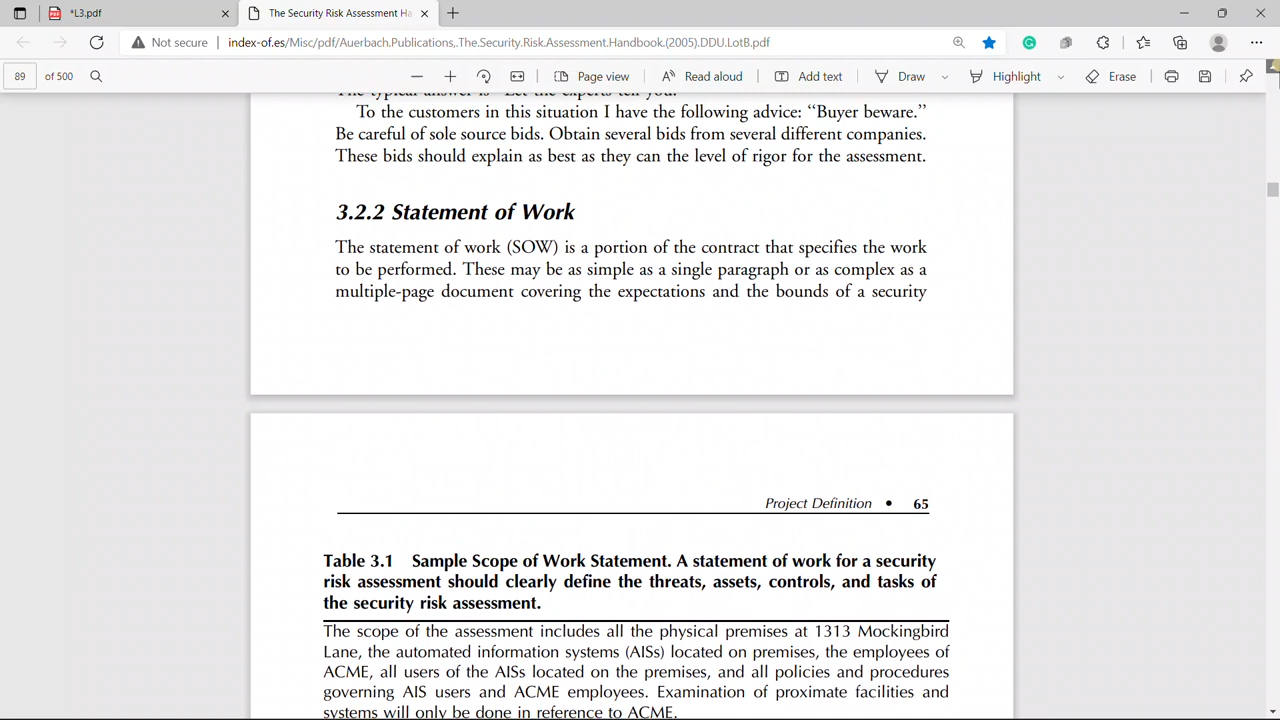 *L3.pdf
The Security Risk Assessment Ha
Not secure
index-of.es/Misc/pdf/Auerbach.Publications,.The.Security.Risk.Assessment.Handbook.(2005).DDU.LotB.pdf
89 of 500
Page view
Read aloud
Add text
Draw
Highlight
Erase
The typical answer is "Let the experts tell you."
To the customers in this situation I have the following advice: ‘‘Buyer beware.’’
Be careful of sole source bids. Obtain several bids from several different companies.
These bids should explain as best as they can the level of rigor for the assessment.
3.2.2 Statement of Work
The statement of work (SOW) is a portion of the contract that specifies the work
to be performed. These may be as simple as a single paragraph or as complex as a
multiple-page document covering the expectations and the bounds of a security
Project Definition • 65
Table 3.1 Sample Scope of Work Statement. A statement of work for a security
risk assessment should clearly define the threats, assets, controls, and tasks of
the security risk assessment.
The scope of the assessment includes all the physical premises at 1313 Mockingbird
Lane, the automated information systems (AISs) located on premises, the employees of
ACME, all users of the AISs located on the premises, and all policies and procedures
governing AIS users and ACME employees. Examination of proximate facilities and
systems will only be done in reference to ACME.